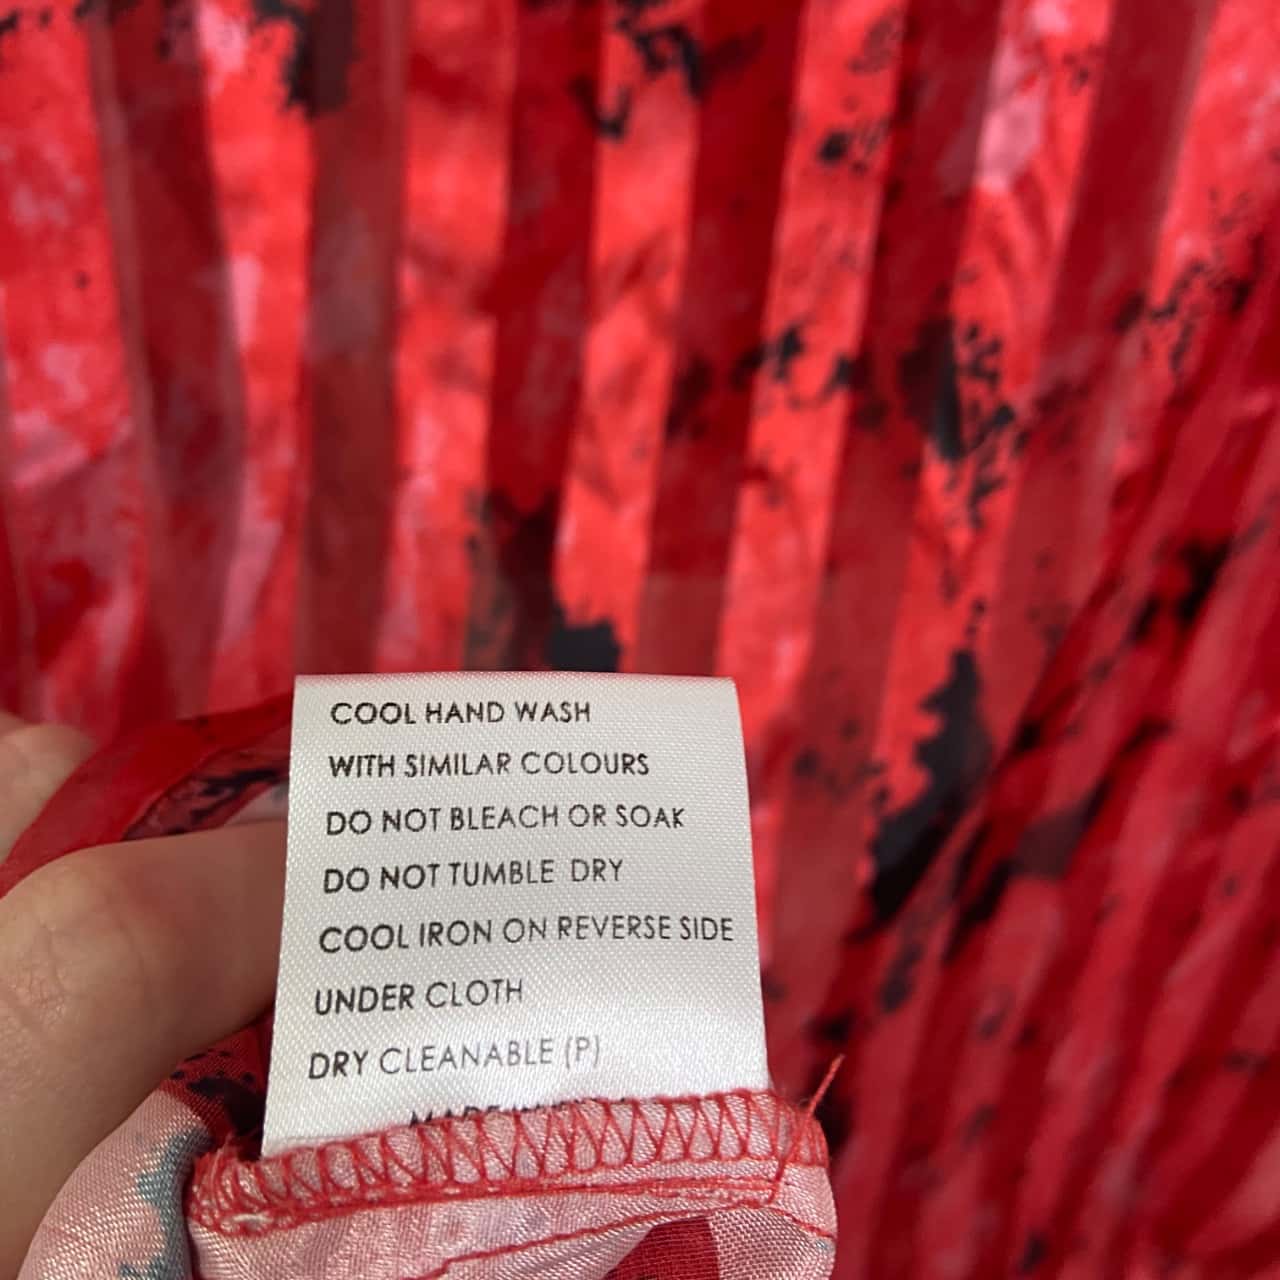 COOL HAND WASH
WITH SIMILAR COLOURS
DO NOT BLEACH OR SOAK
DO NOT TUMBLE DRY
COOL IRON ON REVERSE SIDE
UNDER CLOTH
DRY CLEANABLE (P)
MADE